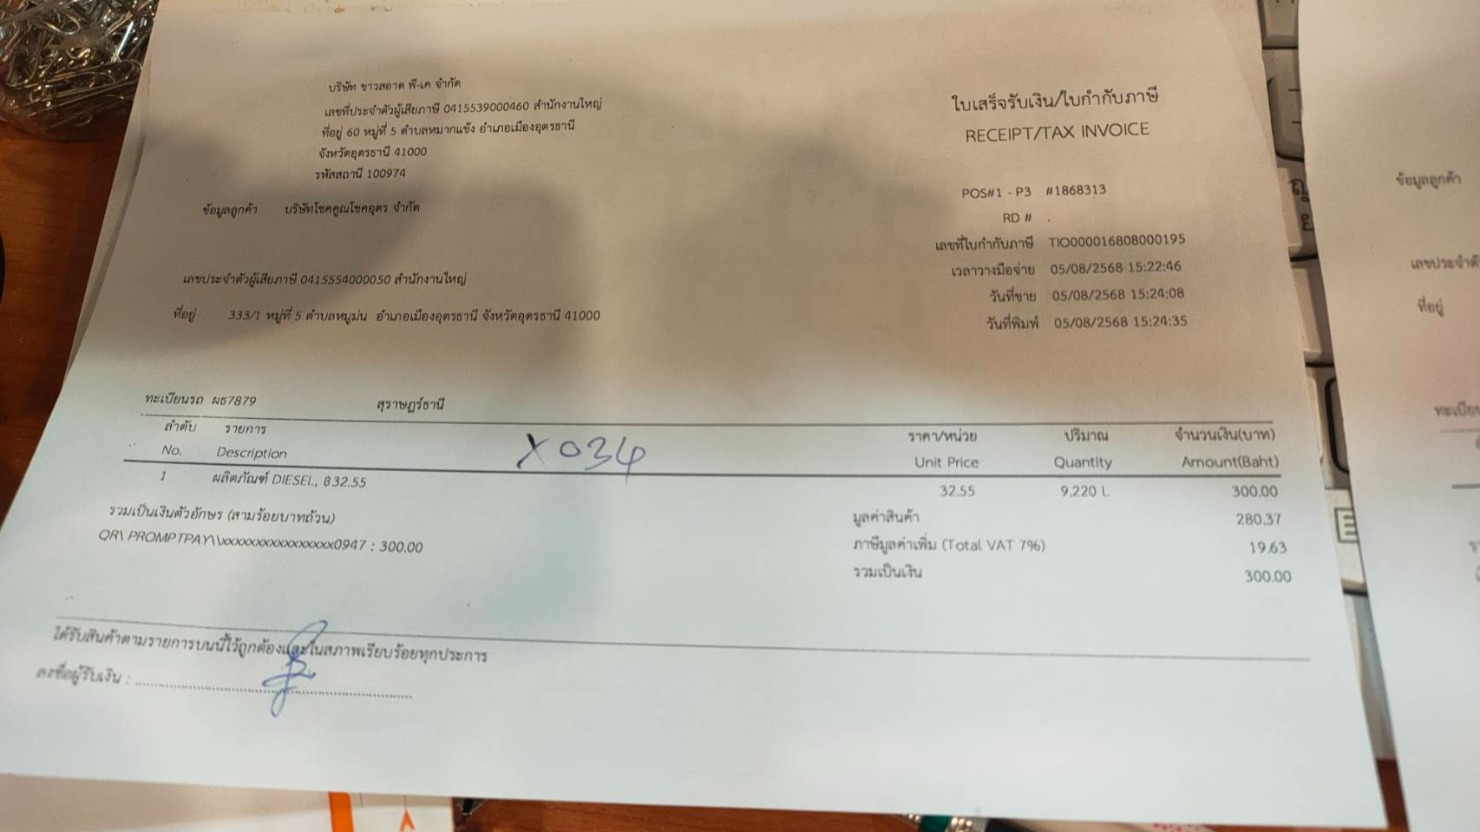 บริษัท ขาวสอาด พี-เค จำกัด
เลขที่ประจำตัวผู้เสียภาษี 0415539000460 สำนักงานใหญ่
ที่อยู่ 60 หมู่ที่ 5 ตำบลหมากแข้ง อำเภอเมืองอุดรธานี
จังหวัดอุดรธานี 41000
รหัสสถานี 100974
ใบเสร็จรับเงิน/ใบกำกับภาษี
RECEIPT/TAX INVOICE
POS#1 - P3 #1868313
RD # .
เลขที่ใบกำกับภาษี TIO000016808000195
เวลาวางมือจ่าย 05/08/2568 15:22:46
วันที่ขาย 05/08/2568 15:24:08
วันที่พิมพ์ 05/08/2568 15:24:35
ข้อมูลลูกค้า บริษัทโชคคูณโชคอุดร จำกัด
เลขประจำตัวผู้เสียภาษี 0415554000050 สำนักงานใหญ่
ที่อยู่ 333/1 หมู่ที่ 5 ตำบลหมูม่น อำเภอเมืองอุดรธานี จังหวัดอุดรธานี 41000
ทะเบียนรถ ผธ7879 สุราษฎร์ธานี
ลำดับ รายการ ราคา/หน่วย ปริมาณ จำนวนเงิน(บาท)
No. Description X034 Unit Price Quantity Amount(Baht)
1 ผลิตภัณฑ์ DIESEL, ฿32.55 32.55 9.220 L 300.00
รวมเป็นเงินตัวอักษร (สามร้อยบาทถ้วน) มูลค่าสินค้า 280.37
QR\ PROMPTPAY\\xxxxxxxxxxxxxxxx0947 : 300.00 ภาษีมูลค่าเพิ่ม (Total VAT 7%) 19.63
รวมเป็นเงิน 300.00
ได้รับสินค้าตามรายการบนนี้ไว้ถูกต้องและในสภาพเรียบร้อยทุกประการ
ลงชื่อผู้รับเงิน :
ข้อมูลลูกค้า
ที่อยู่